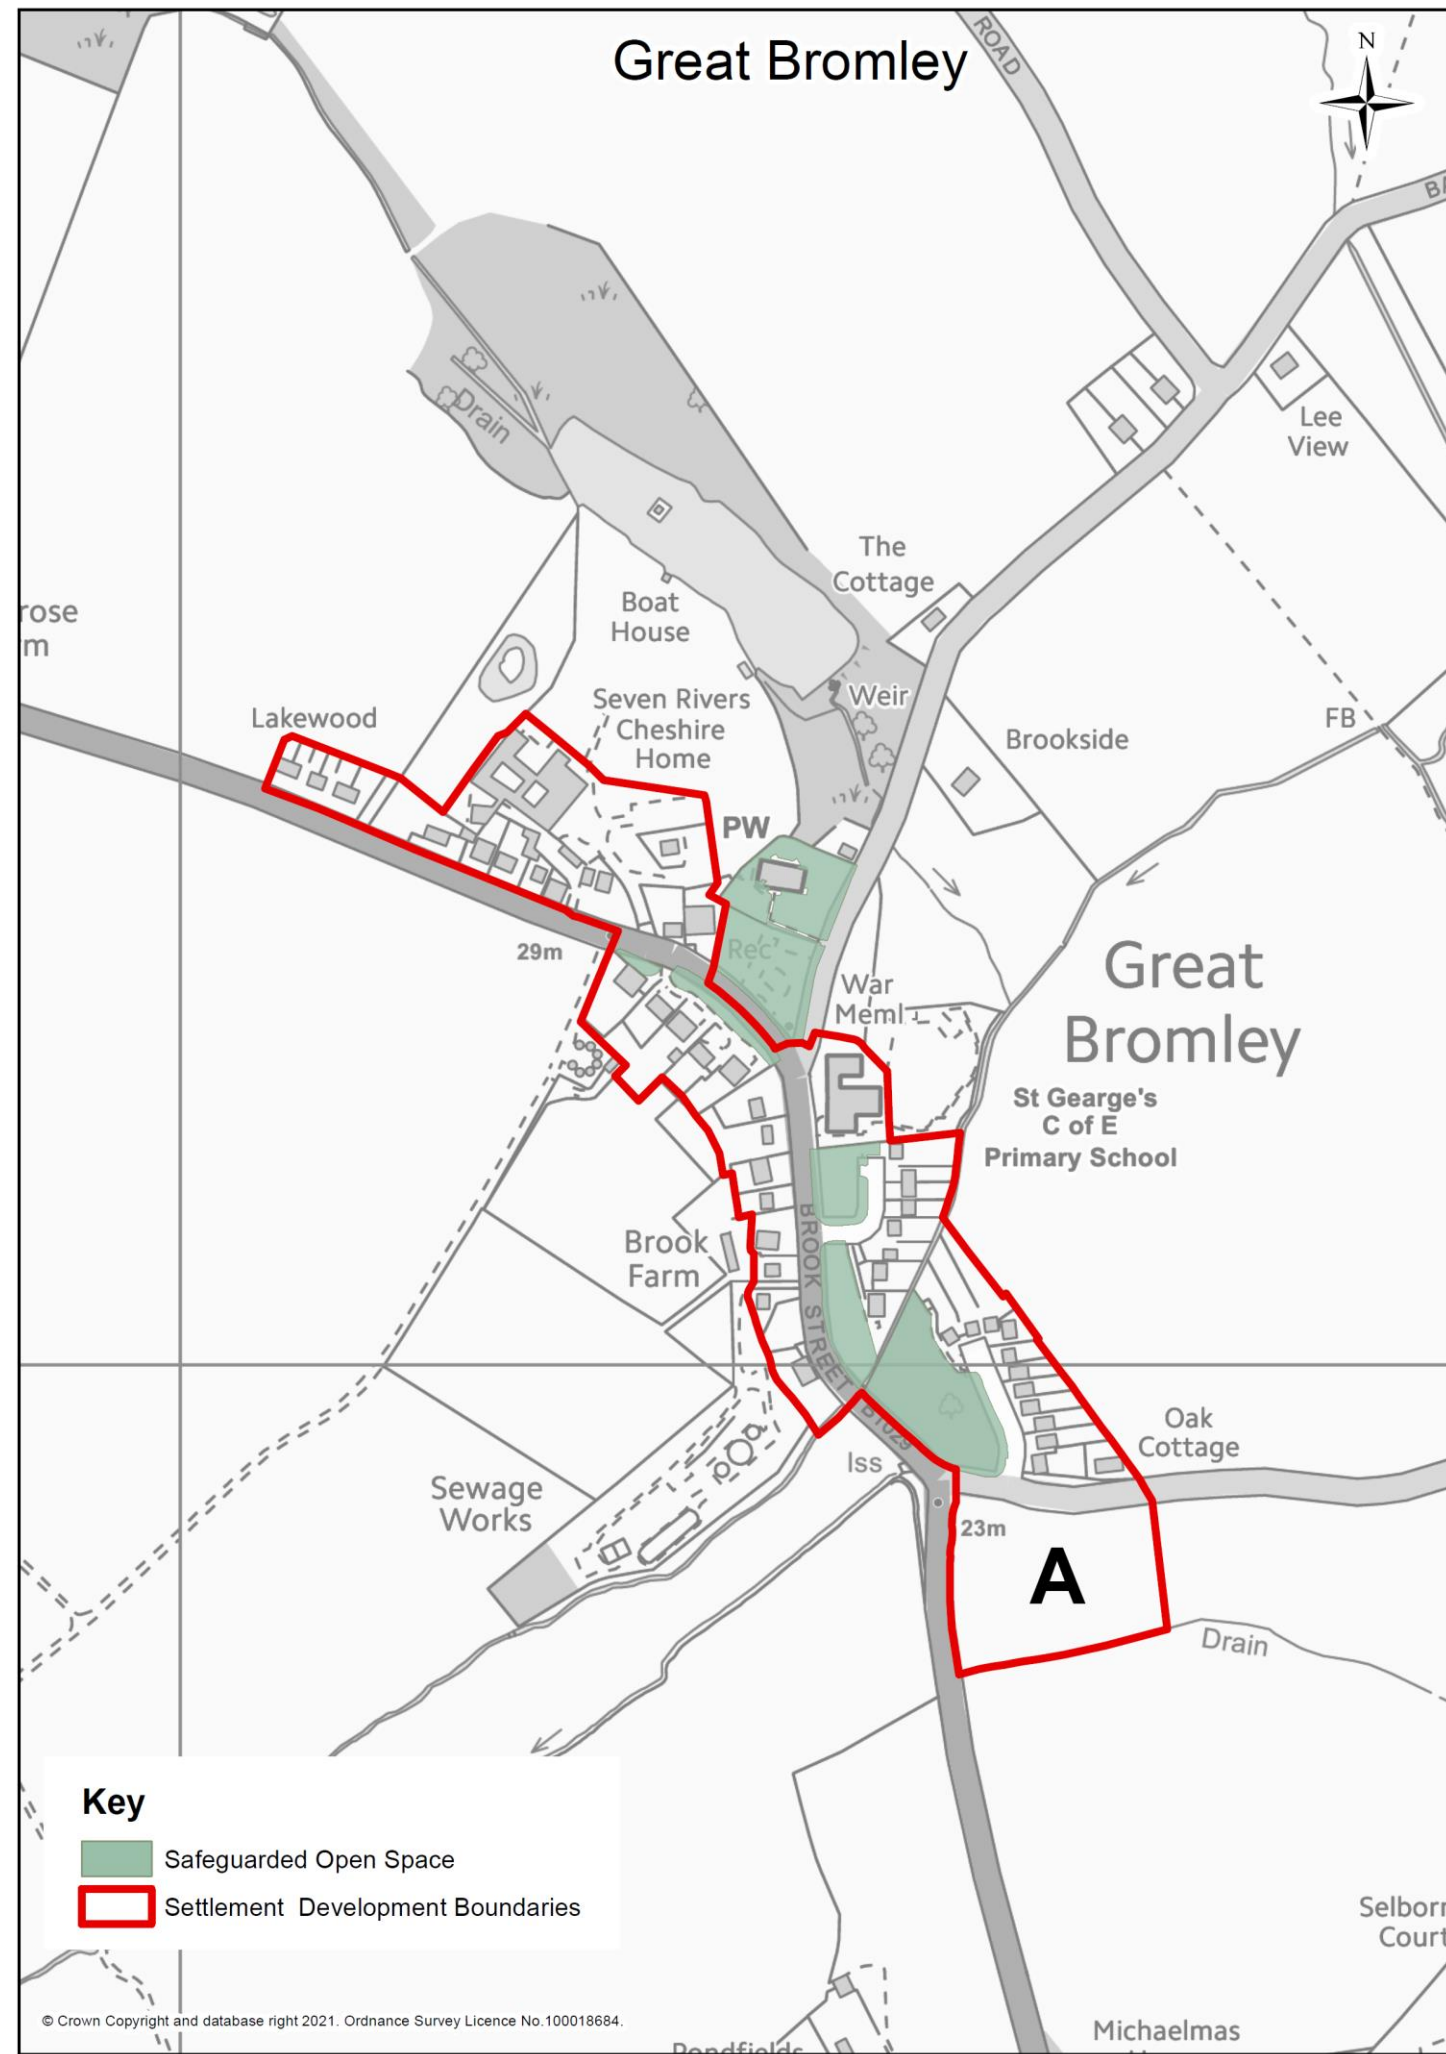 Great Bromley
N
ROAD
BA
Lee
View
Drain
The
Cottage
Boat
House
rose
m
Lakewood
Seven Rivers
Cheshire
Home
Weir
FB
Brookside
PW
29m
Rec
War
Meml
Great
Bromley
St Gearge's
C of E
Primary School
BROOK STREET
B1029
Brook
Farm
Oak
Cottage
Iss
Sewage
Works
23m
A
Drain
Key
Safeguarded Open Space
Settlement Development Boundaries
Selborn
Court
© Crown Copyright and database right 2021. Ordnance Survey Licence No.100018684.
Pondfields
Michaelmas